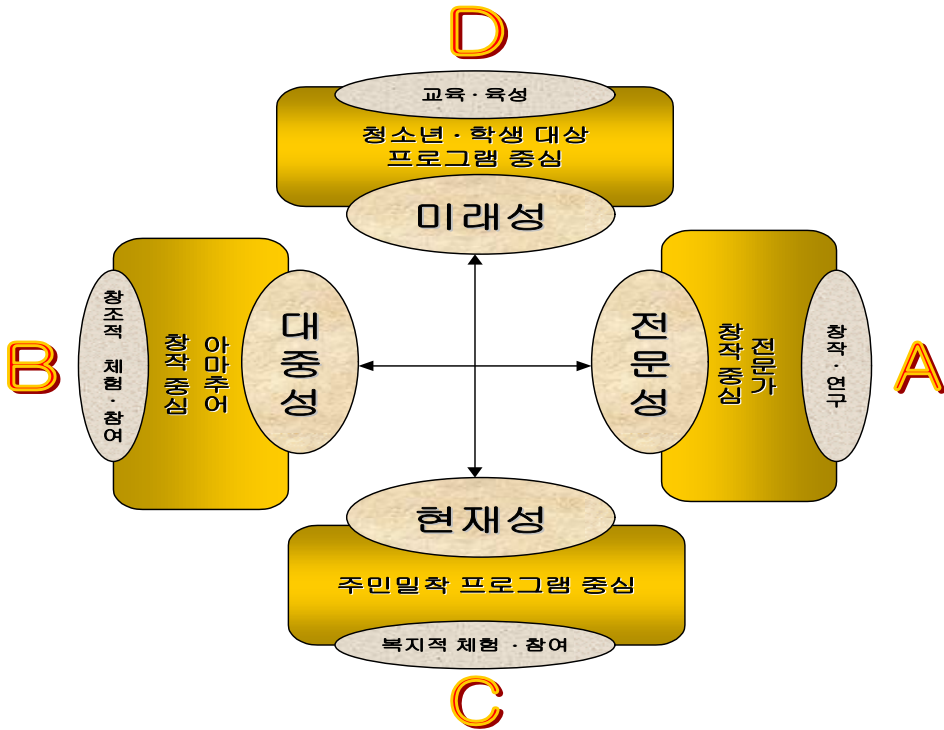 D
교육 · 육성
청소년 · 학생 대상
프로그램 중심
미래성
B
창조적 체험 · 참여
창작 중심
아마추어
대중성
전문성
창작 중심
전문가
창작 · 연구
A
현재성
주민밀착 프로그램 중심
복지적 체험 · 참여
C